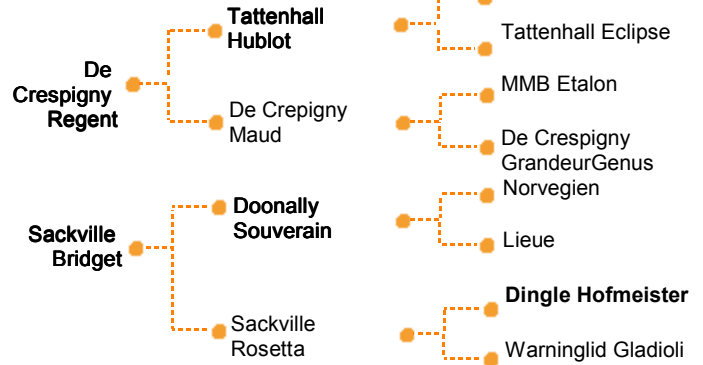 Tattenhall
Hublot
Tattenhall Eclipse
De
Crespigny
Regent
MMB Etalon
De Crepigny
Maud
De Crespigny
GrandeurGenus
Norvegien
Doonally
Souverain
Sackville
Bridget
Lieue
Dingle Hofmeister
Sackville
Rosetta
Warninglid Gladioli